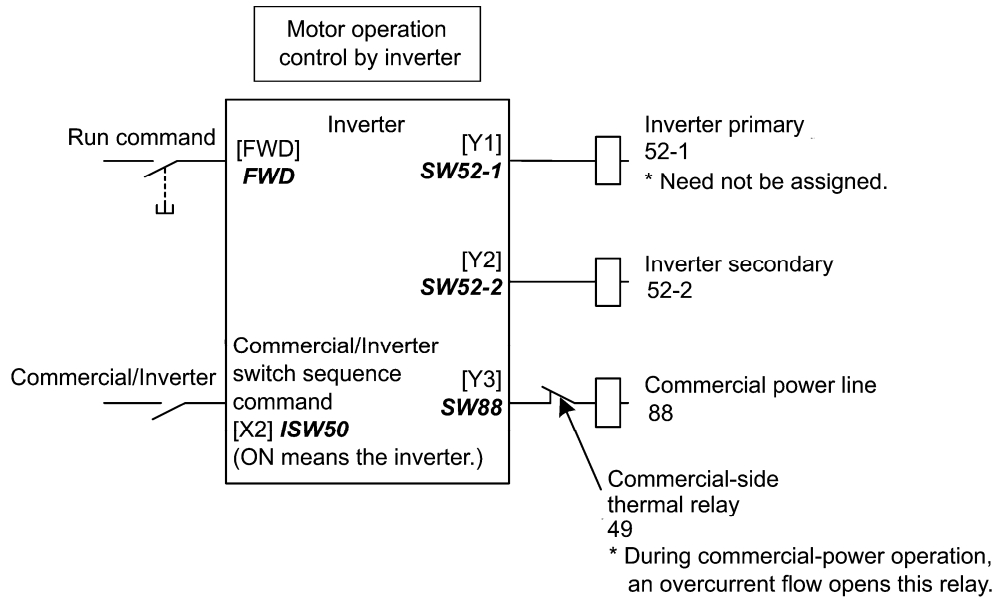 Motor operation
control by inverter
Inverter
Run command
[FWD]
FWD
[Y1]
SW52-1
Inverter primary
52-1
* Need not be assigned.
[Y2]
SW52-2
Inverter secondary
52-2
Commercial/Inverter
Commercial/Inverter
switch sequence
command
[X2] ISW50
(ON means the inverter.)
[Y3]
SW88
Commercial power line
88
Commercial-side
thermal relay
49
* During commercial-power operation,
an overcurrent flow opens this relay.